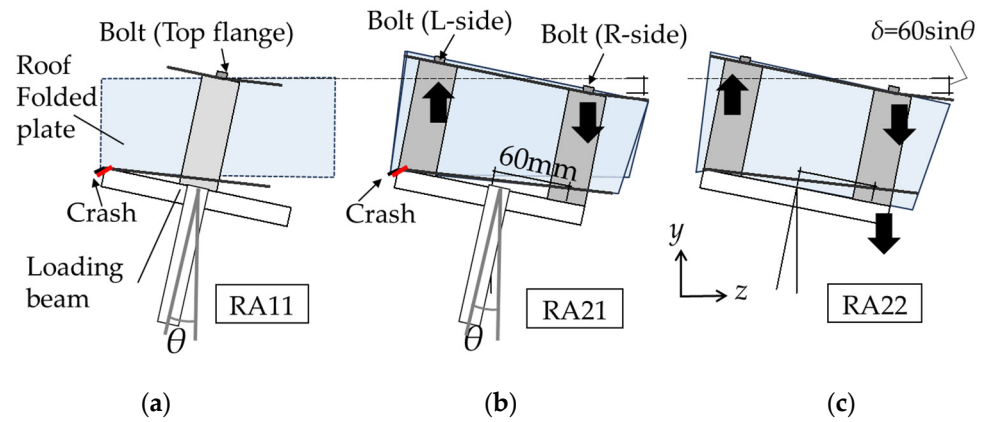 Bolt (Top flange)
Roof
Folded
plate
Crash
Loading
beam
θ
RA11
(a)
Bolt (L-side)
Bolt (R-side)
60mm
Crash
θ
RA21
(b)
δ=60sinθ
y
z
RA22
(c)